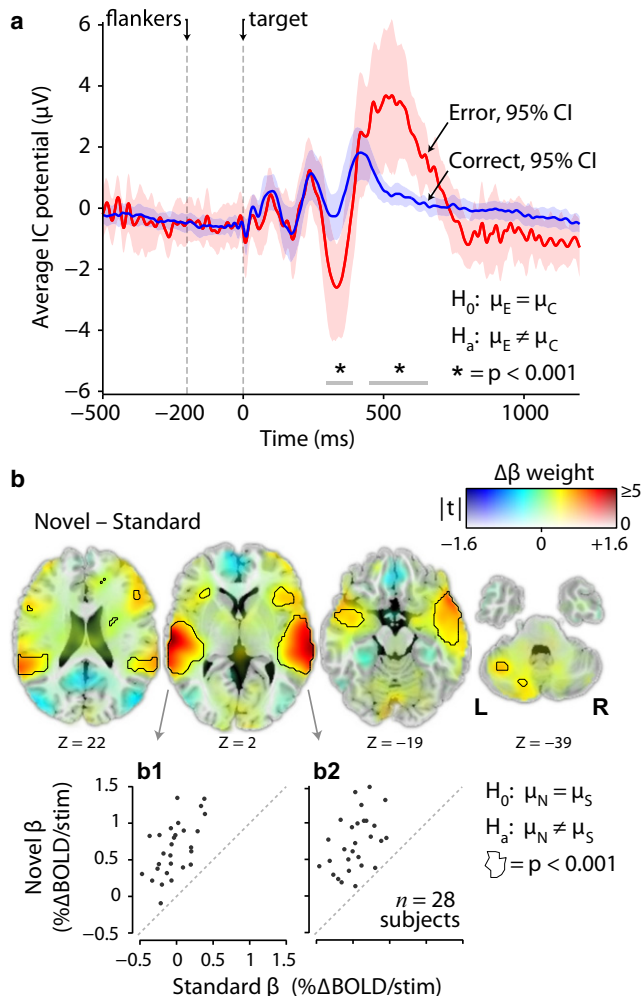 a
flankers
target
6
4
2
0
−2
−4
−6
Average IC potential (μV)
Error, 95% CI
Correct, 95% CI
H0: μE = μC
Ha: μE ≠ μC
* = p < 0.001
*
*
−500
−200
0
500
1000
Time (ms)
b
Δβ weight
Novel – Standard
|t|
≥5
0
−1.6
0
+1.6
L
R
Z = 22
Z = 2
Z = −19
Z = −39
b1
b2
1.5
1
0.5
0
−0.5
Novel β
(%ΔBOLD/stim)
H0: μN = μS
Ha: μN ≠ μS
= p < 0.001
n = 28
subjects
−0.5
0
0.5
1
1.5
Standard β (%ΔBOLD/stim)